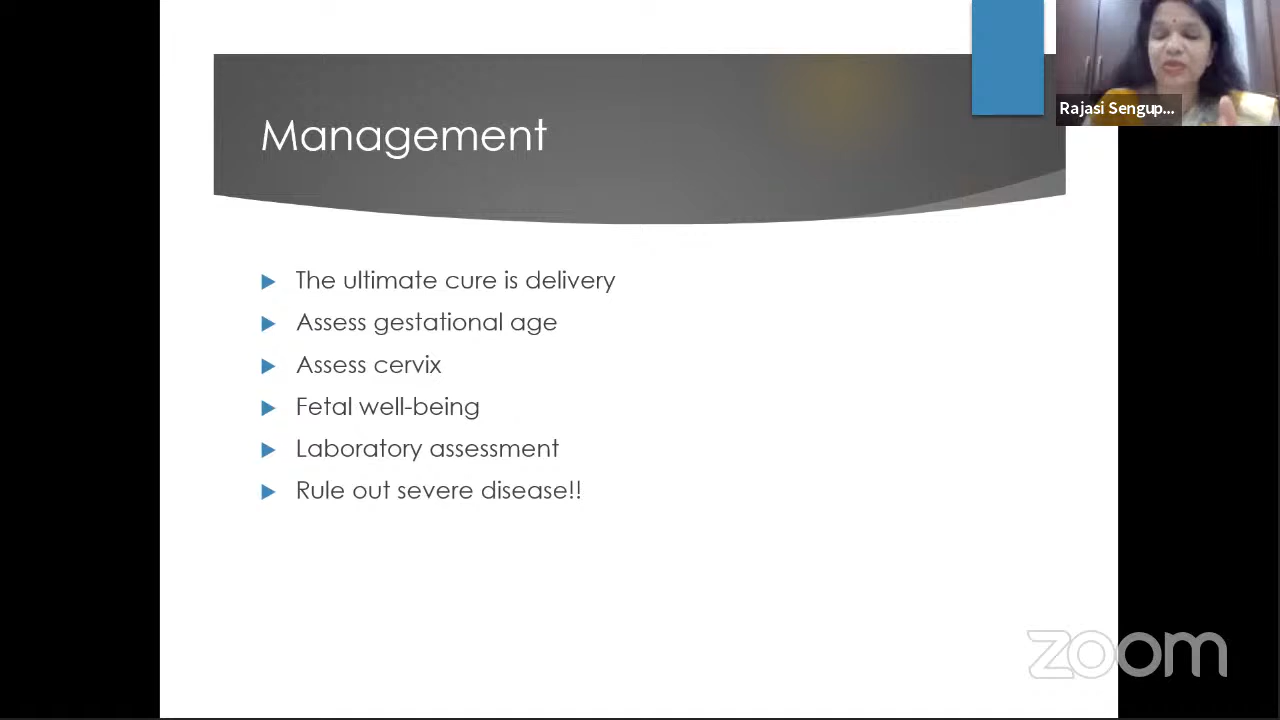 Management
Rajasi Sengup...
The ultimate cure is delivery
Assess gestational age
Assess cervix
Fetal well-being
Laboratory assessment
Rule out severe disease!!
zoom